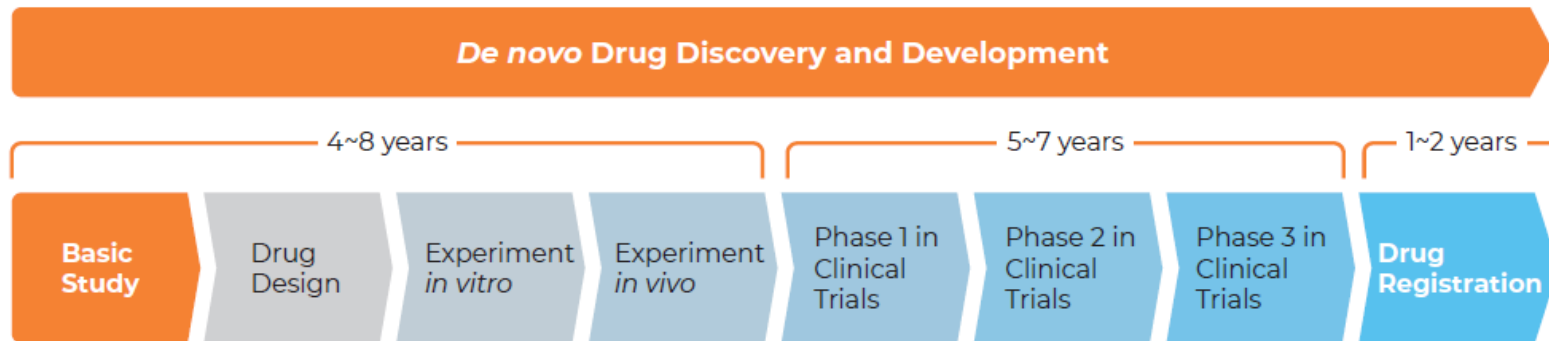 De novo Drug Discovery and Development
4~8 years
5~7 years
1~2 years
Basic
Study
Drug
Design
Experiment
in vitro
Experiment
in vivo
Phase 1 in
Clinical
Trials
Phase 2 in
Clinical
Trials
Phase 3 in
Clinical
Trials
Drug
Registration